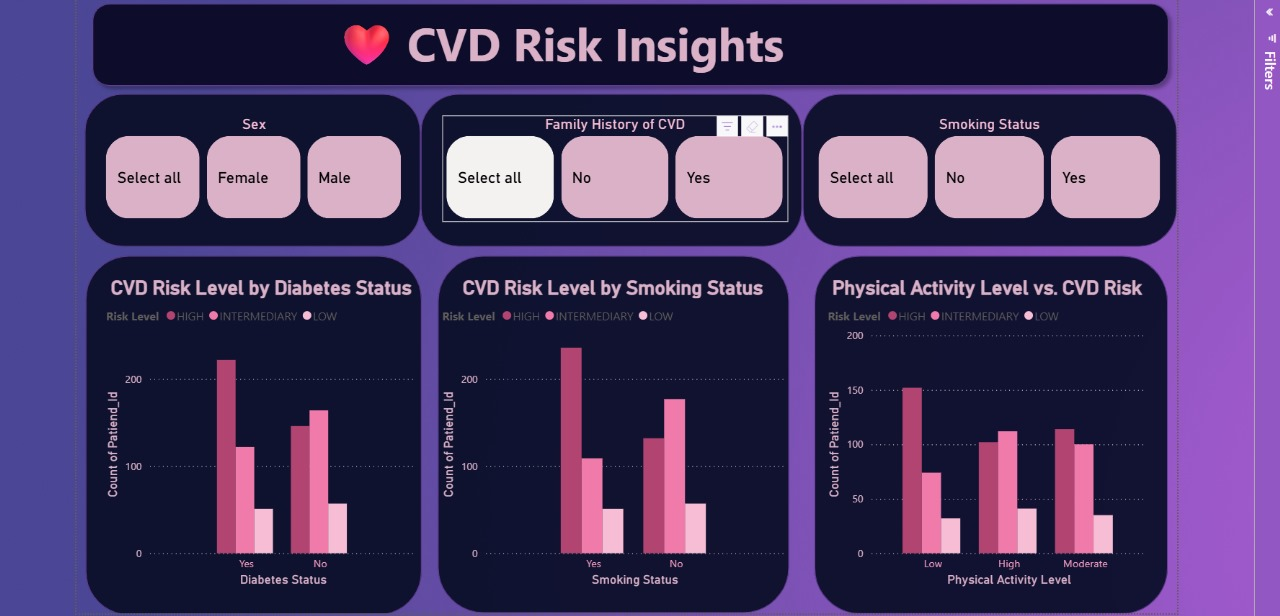 CVD Risk Insights
Filters
Sex
Select all
Female
Male
Family History of CVD
Select all
No
Yes
Smoking Status
Select all
No
Yes
CVD Risk Level by Diabetes Status
Risk Level HIGH INTERMEDIARY LOW
Count of Patiend_Id
200
100
0
Yes No
Diabetes Status
CVD Risk Level by Smoking Status
Risk Level HIGH INTERMEDIARY LOW
Count of Patiend_Id
200
100
0
Yes No
Smoking Status
Physical Activity Level vs. CVD Risk
Risk Level HIGH INTERMEDIARY LOW
Count of Patiend_Id
200
150
100
50
0
Low High Moderate
Physical Activity Level